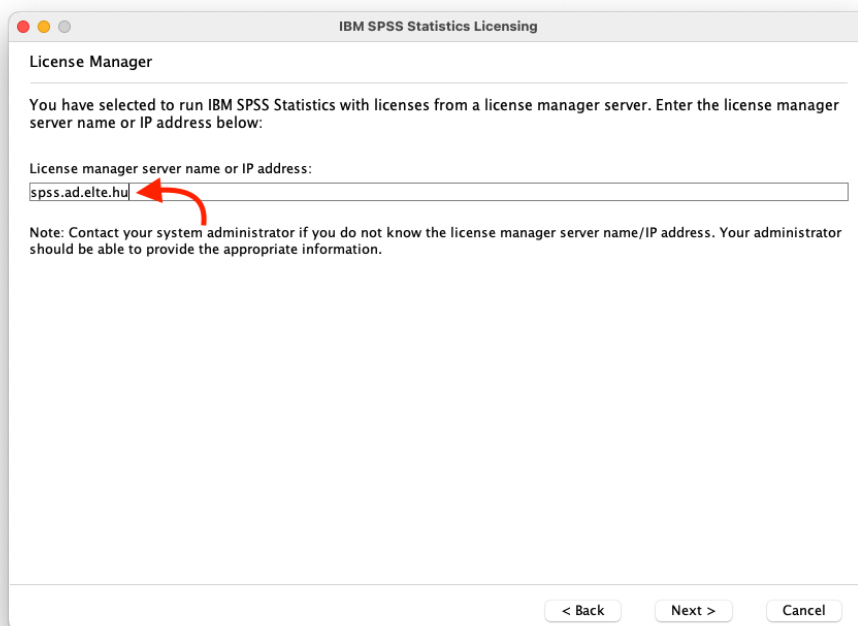 IBM SPSS Statistics Licensing
License Manager
You have selected to run IBM SPSS Statistics with licenses from a license manager server. Enter the license manager
server name or IP address below:
License manager server name or IP address:
spss.ad.elte.hu
Note: Contact your system administrator if you do not know the license manager server name/IP address. Your administrator
should be able to provide the appropriate information.
< Back
Next >
Cancel